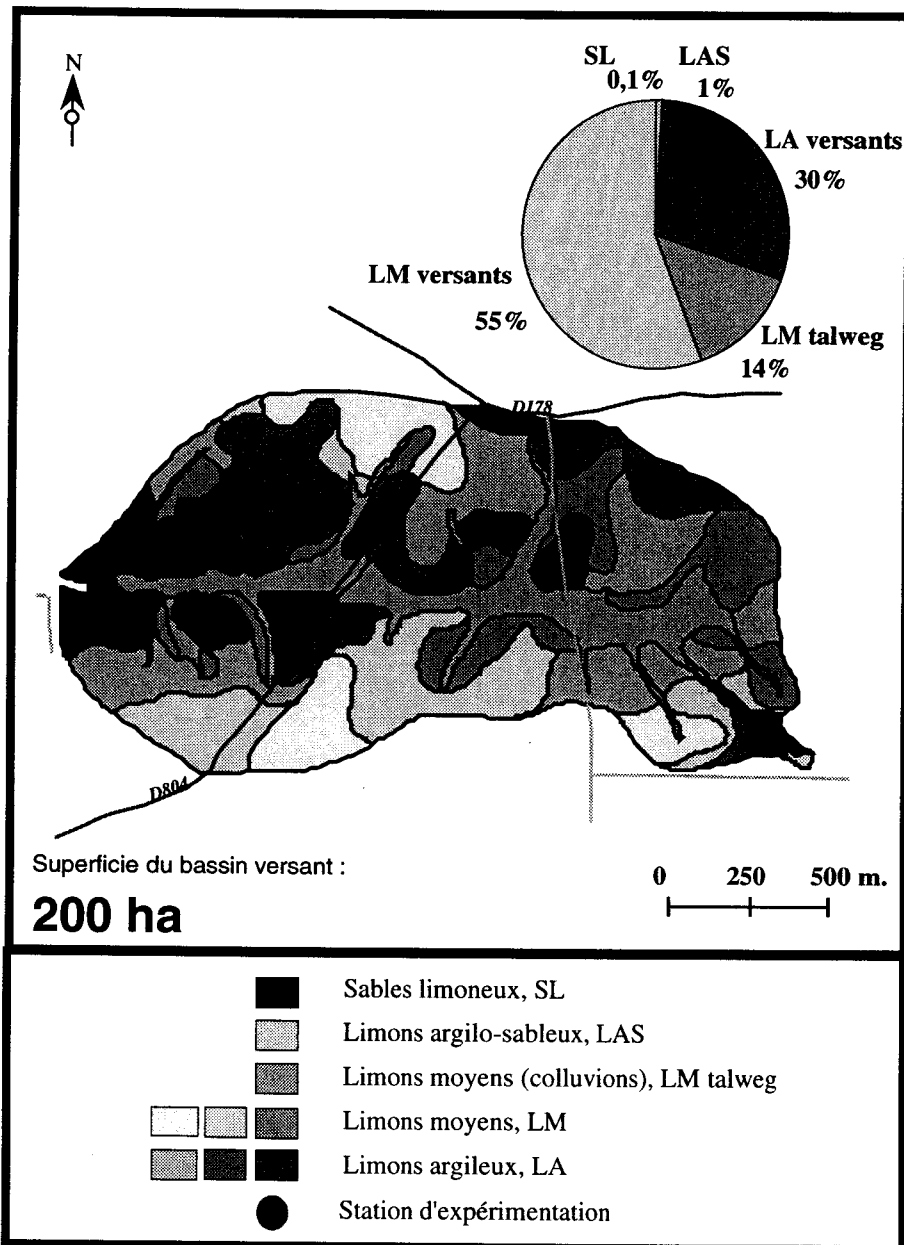 N
SL LAS
0,1% 1%
LA versants
30%
LM versants
55%
LM talweg
14%
D178
D804
Superficie du bassin versant :
200 ha
0 250 500 m.
Sables limoneux, SL
Limons argilo-sableux, LAS
Limons moyens (colluvions), LM talweg
Limons moyens, LM
Limons argileux, LA
Station d'expérimentation